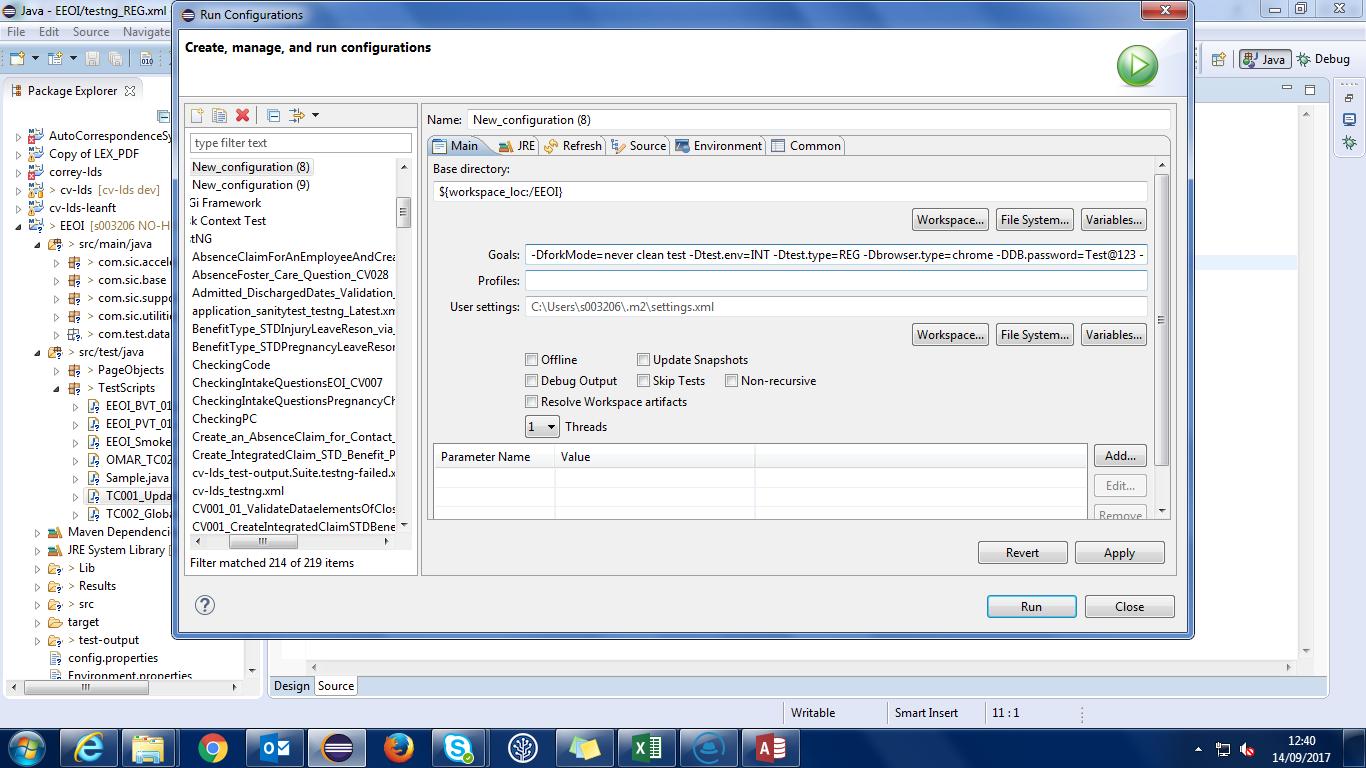 Java - EEOI/testng_REG.xml
File Edit Source Navigate
Java Debug
Package Explorer
AutoCorrespondenceSy
Copy of LEX_PDF
correy-lds
> cv-lds [cv-lds dev]
cv-lds-leanft
> EEOI [s003206 NO-H
> src/main/java
> com.sic.accel
> com.sic.base
> com.sic.suppo
> com.sic.utilitie
> com.test.data
> src/test/java
> PageObjects
> TestScripts
EEOI_BVT_01
EEOI_PVT_01
EEOI_Smoke
OMAR_TC02
Sample.java
TC001_Upda
TC002_Globa
Maven Dependenci
JRE System Library [
> Lib
> Results
> src
target
> test-output
config.properties
Environment.properties
Run Configurations
Create, manage, and run configurations
type filter text
New_configuration (8)
New_configuration (9)
Gi Framework
k Context Test
tNG
AbsenceClaimForAnEmployeeAndCrea
AbsenceFoster_Care_Question_CV028
Admitted_DischargedDates_Validation_
application_sanitytest_testng_Latest.xm
BenefitType_STDInjuryLeaveReson_via_
BenefitType_STDPregnancyLeaveResor
CheckingCode
CheckingIntakeQuestionsEOI_CV007
CheckingIntakeQuestionsPregnancyCh
CheckingPC
Create_an_AbsenceClaim_for_Contact_
Create_IntegratedClaim_STD_Benefit_P
cv-lds_test-output.Suite.testng-failed.x
cv-lds_testng.xml
CV001_01_ValidateDataelementsOfClos
CV001_CreateIntegratedClaimSTDBene
Filter matched 214 of 219 items
Name: New_configuration (8)
Main JRE Refresh Source Environment Common
Base directory:
${workspace_loc:/EEOI}
Workspace... File System... Variables...
Goals: -DforkMode=never clean test -Dtest.env=INT -Dtest.type=REG -Dbrowser.type=chrome -DDB.password=Test@123 -
Profiles:
User settings: C:\Users\s003206\.m2\settings.xml
Workspace... File System... Variables...
Offline Update Snapshots
Debug Output Skip Tests Non-recursive
Resolve Workspace artifacts
1 Threads
Parameter Name Value
Add...
Edit...
Remove
Revert Apply
Run Close
Design Source
Writable Smart Insert 11 : 1
12:40
14/09/2017